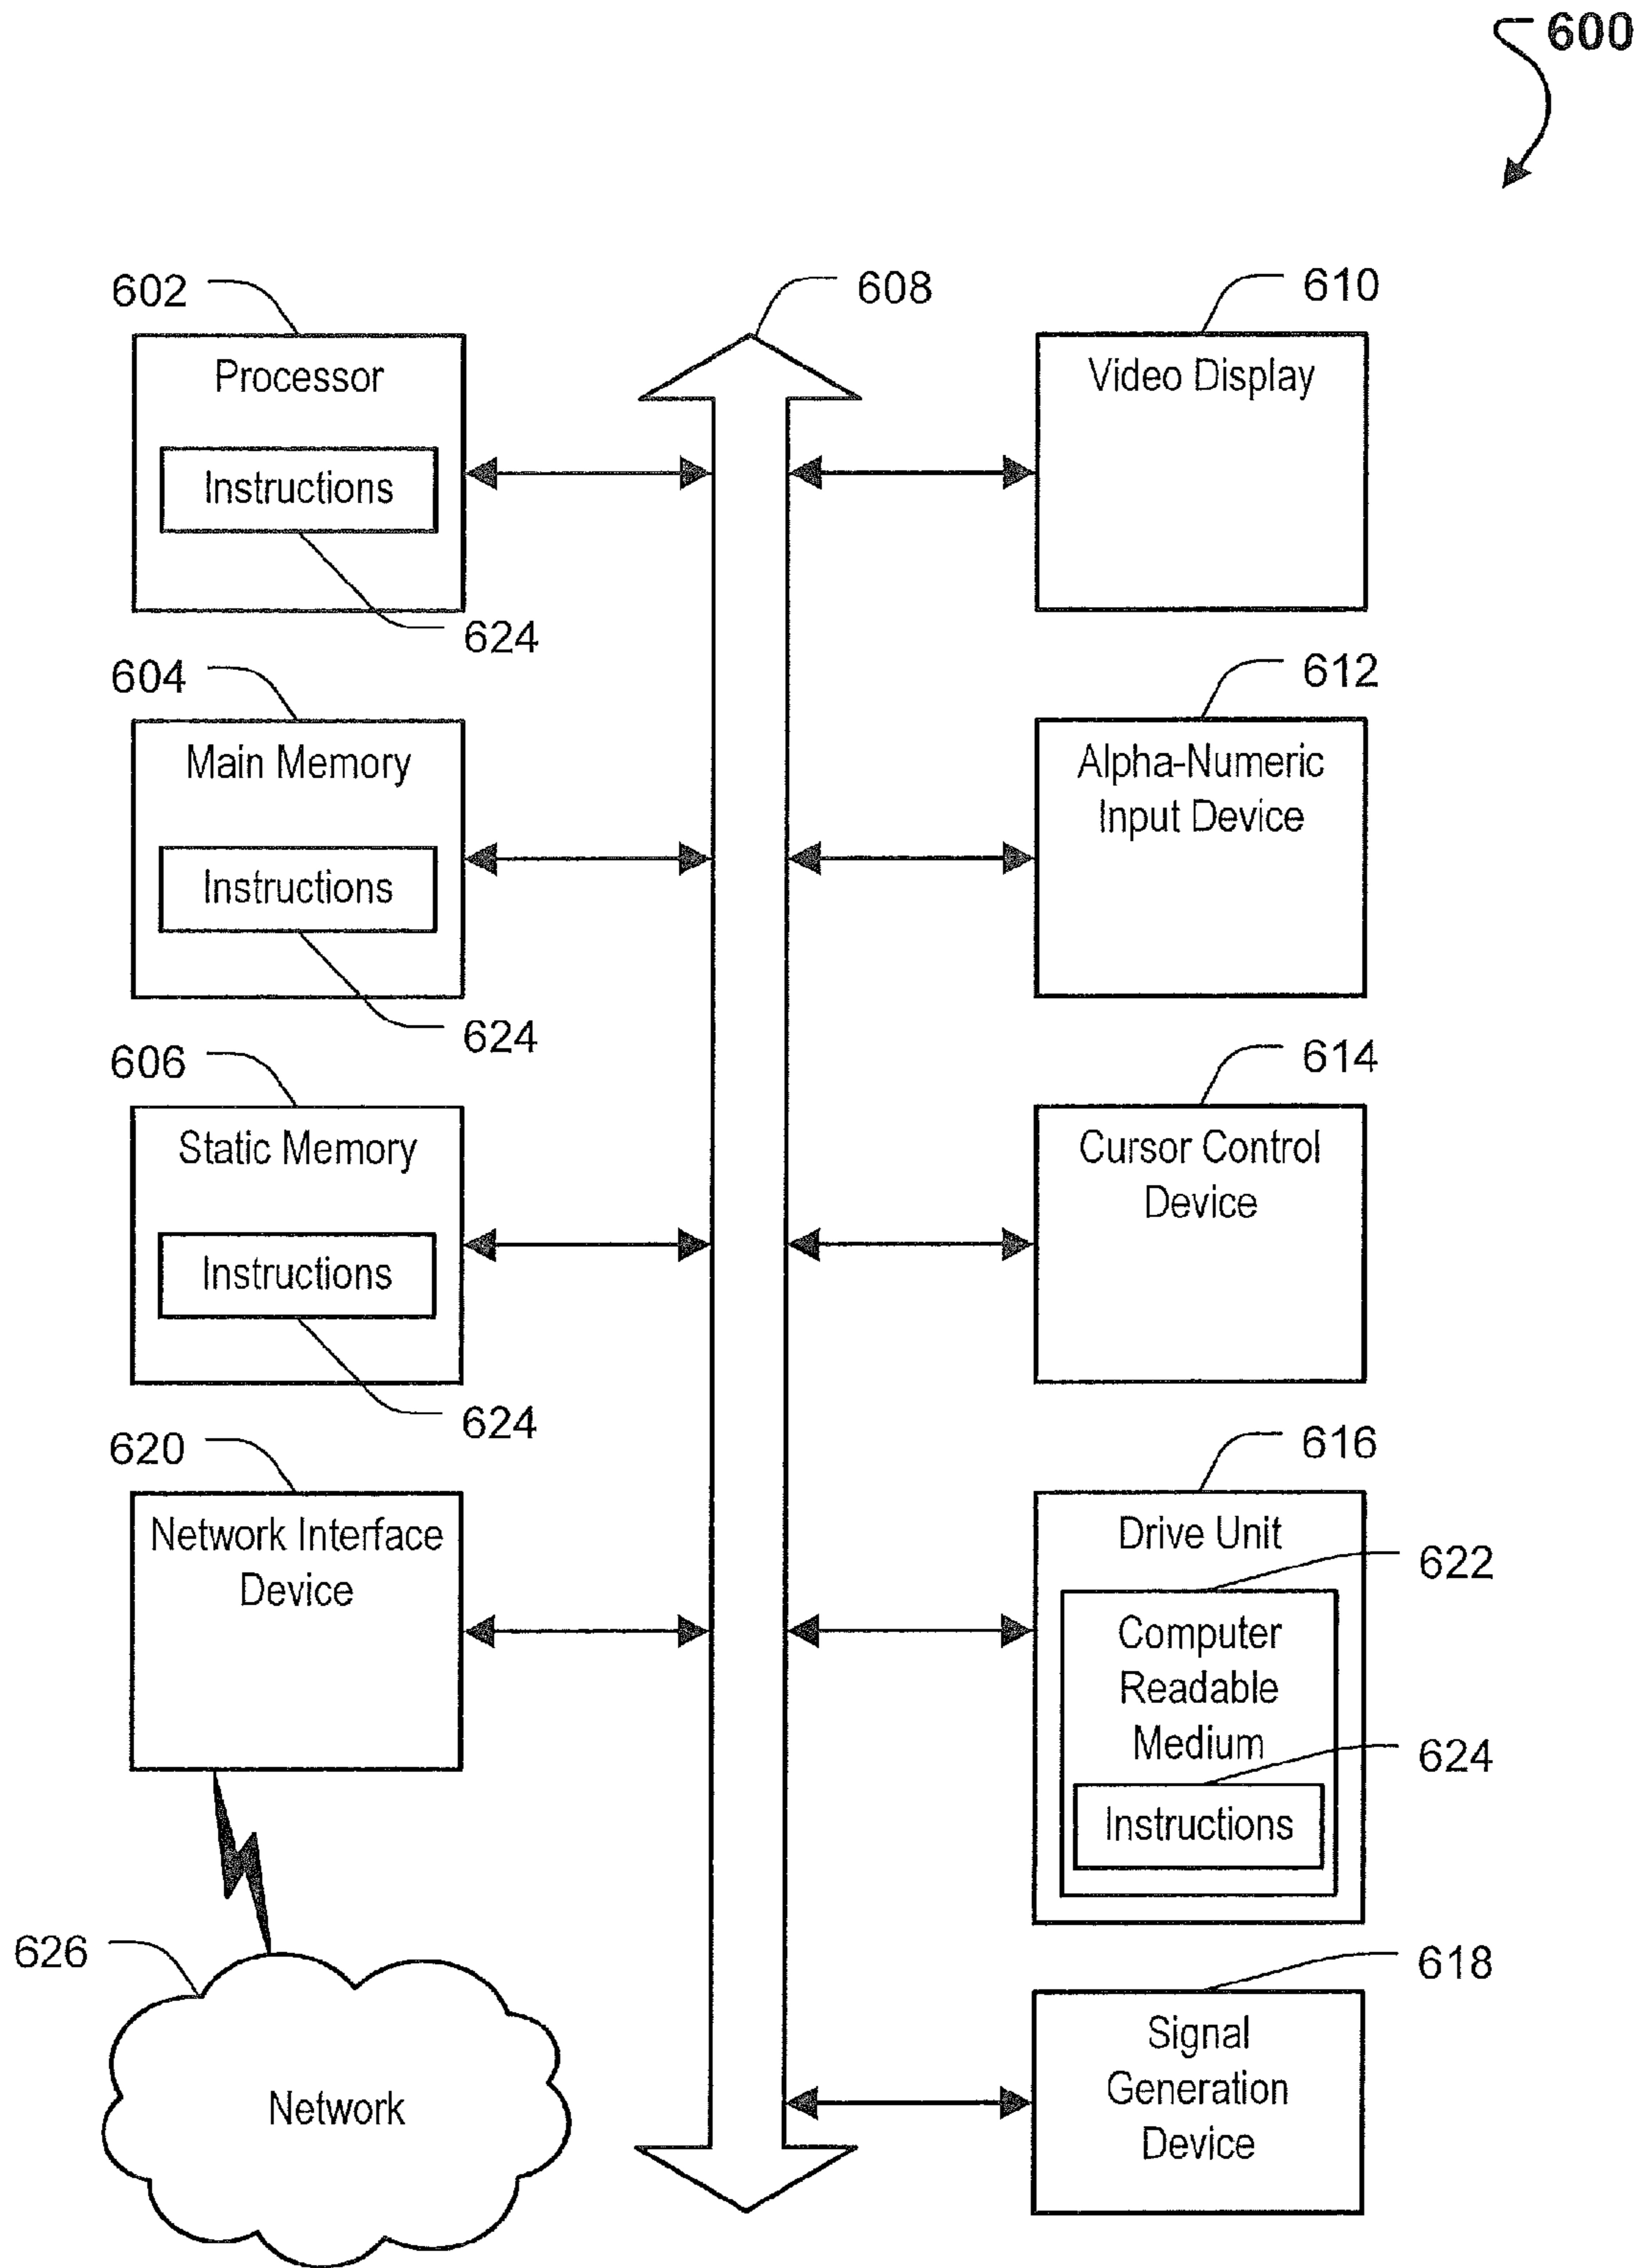 600
602
608
610
Processor
Instructions
624
Video Display
604
612
Main Memory
Instructions
624
Alpha-Numeric
Input Device
606
614
Static Memory
Instructions
624
Cursor Control
Device
620
616
Network Interface
Device
Drive Unit
622
Computer
Readable
Medium
624
Instructions
626
Network
618
Signal
Generation
Device